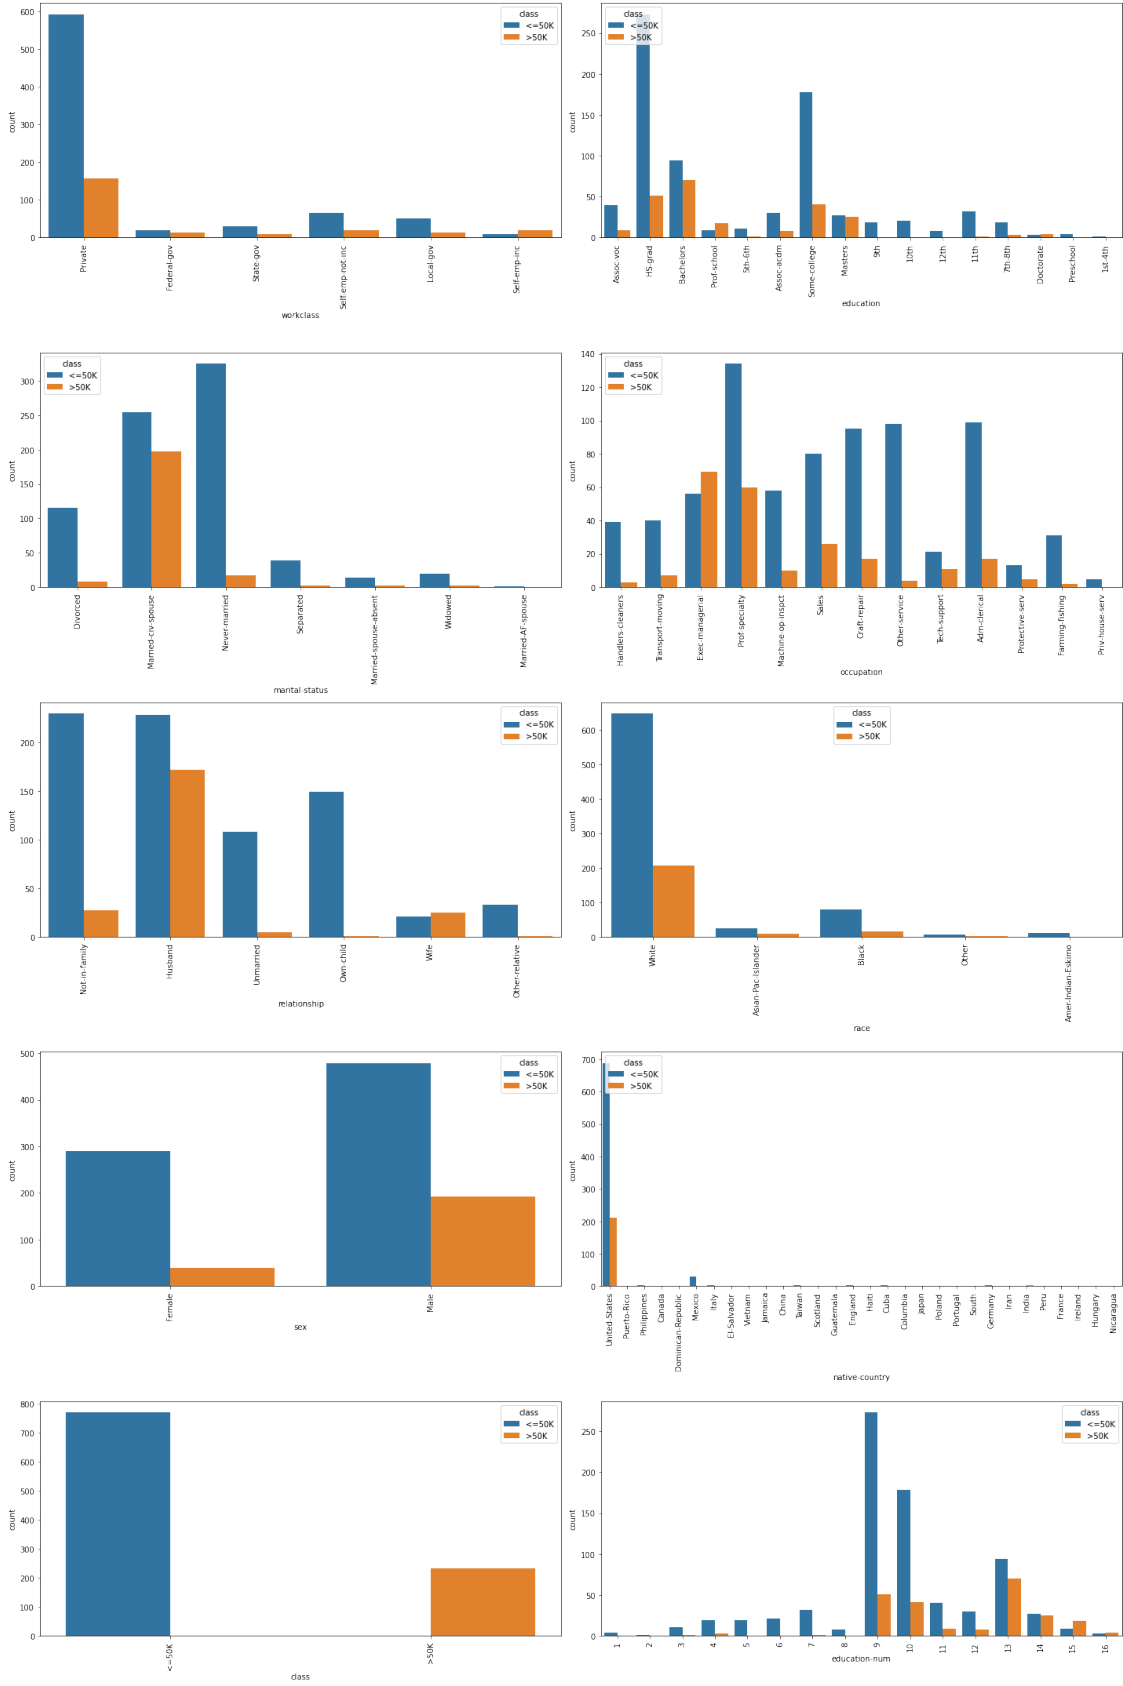 class
<=50K
>50K
600
500
400
300
200
100
0
count
Private
Federal-gov
State-gov
Self-emp-not-inc
Local-gov
Self-emp-inc
workclass
class
<=50K
>50K
250
200
150
100
50
0
count
Assoc-voc
HS-grad
Bachelors
Prof-school
5th-6th
Assoc-acdm
Some-college
Masters
9th
10th
12th
11th
7th-8th
Doctorate
Preschool
1st-4th
education
class
<=50K
>50K
300
250
200
150
100
50
0
count
Divorced
Married-civ-spouse
Never-married
Separated
Married-spouse-absent
Widowed
Married-AF-spouse
marital-status
class
<=50K
>50K
140
120
100
80
60
40
20
0
count
Handlers-cleaners
Transport-moving
Exec-managerial
Prof-specialty
Machine-op-inspct
Sales
Craft-repair
Other-service
Tech-support
Adm-clerical
Protective-serv
Farming-fishing
Priv-house-serv
occupation
class
<=50K
>50K
200
150
100
50
0
count
Not-in-family
Husband
Unmarried
Own-child
Wife
Other-relative
relationship
class
<=50K
>50K
600
500
400
300
200
100
0
count
White
Asian-Pac-Islander
Black
Other
Amer-Indian-Eskimo
race
class
<=50K
>50K
500
400
300
200
100
0
count
Female
Male
sex
class
<=50K
>50K
700
600
500
400
300
200
100
0
count
United-States
Puerto-Rico
Philippines
Canada
Dominican-Republic
Mexico
Italy
El-Salvador
Vietnam
Jamaica
China
Taiwan
Scotland
Guatemala
England
Haiti
Cuba
Columbia
Japan
Poland
Portugal
South
Germany
Iran
India
Peru
France
Ireland
Hungary
Nicaragua
native-country
class
<=50K
>50K
800
700
600
500
400
300
200
100
0
count
<=50K
>50K
class
class
<=50K
>50K
250
200
150
100
50
0
count
1
2
3
4
5
6
7
8
9
10
11
12
13
14
15
16
education-num